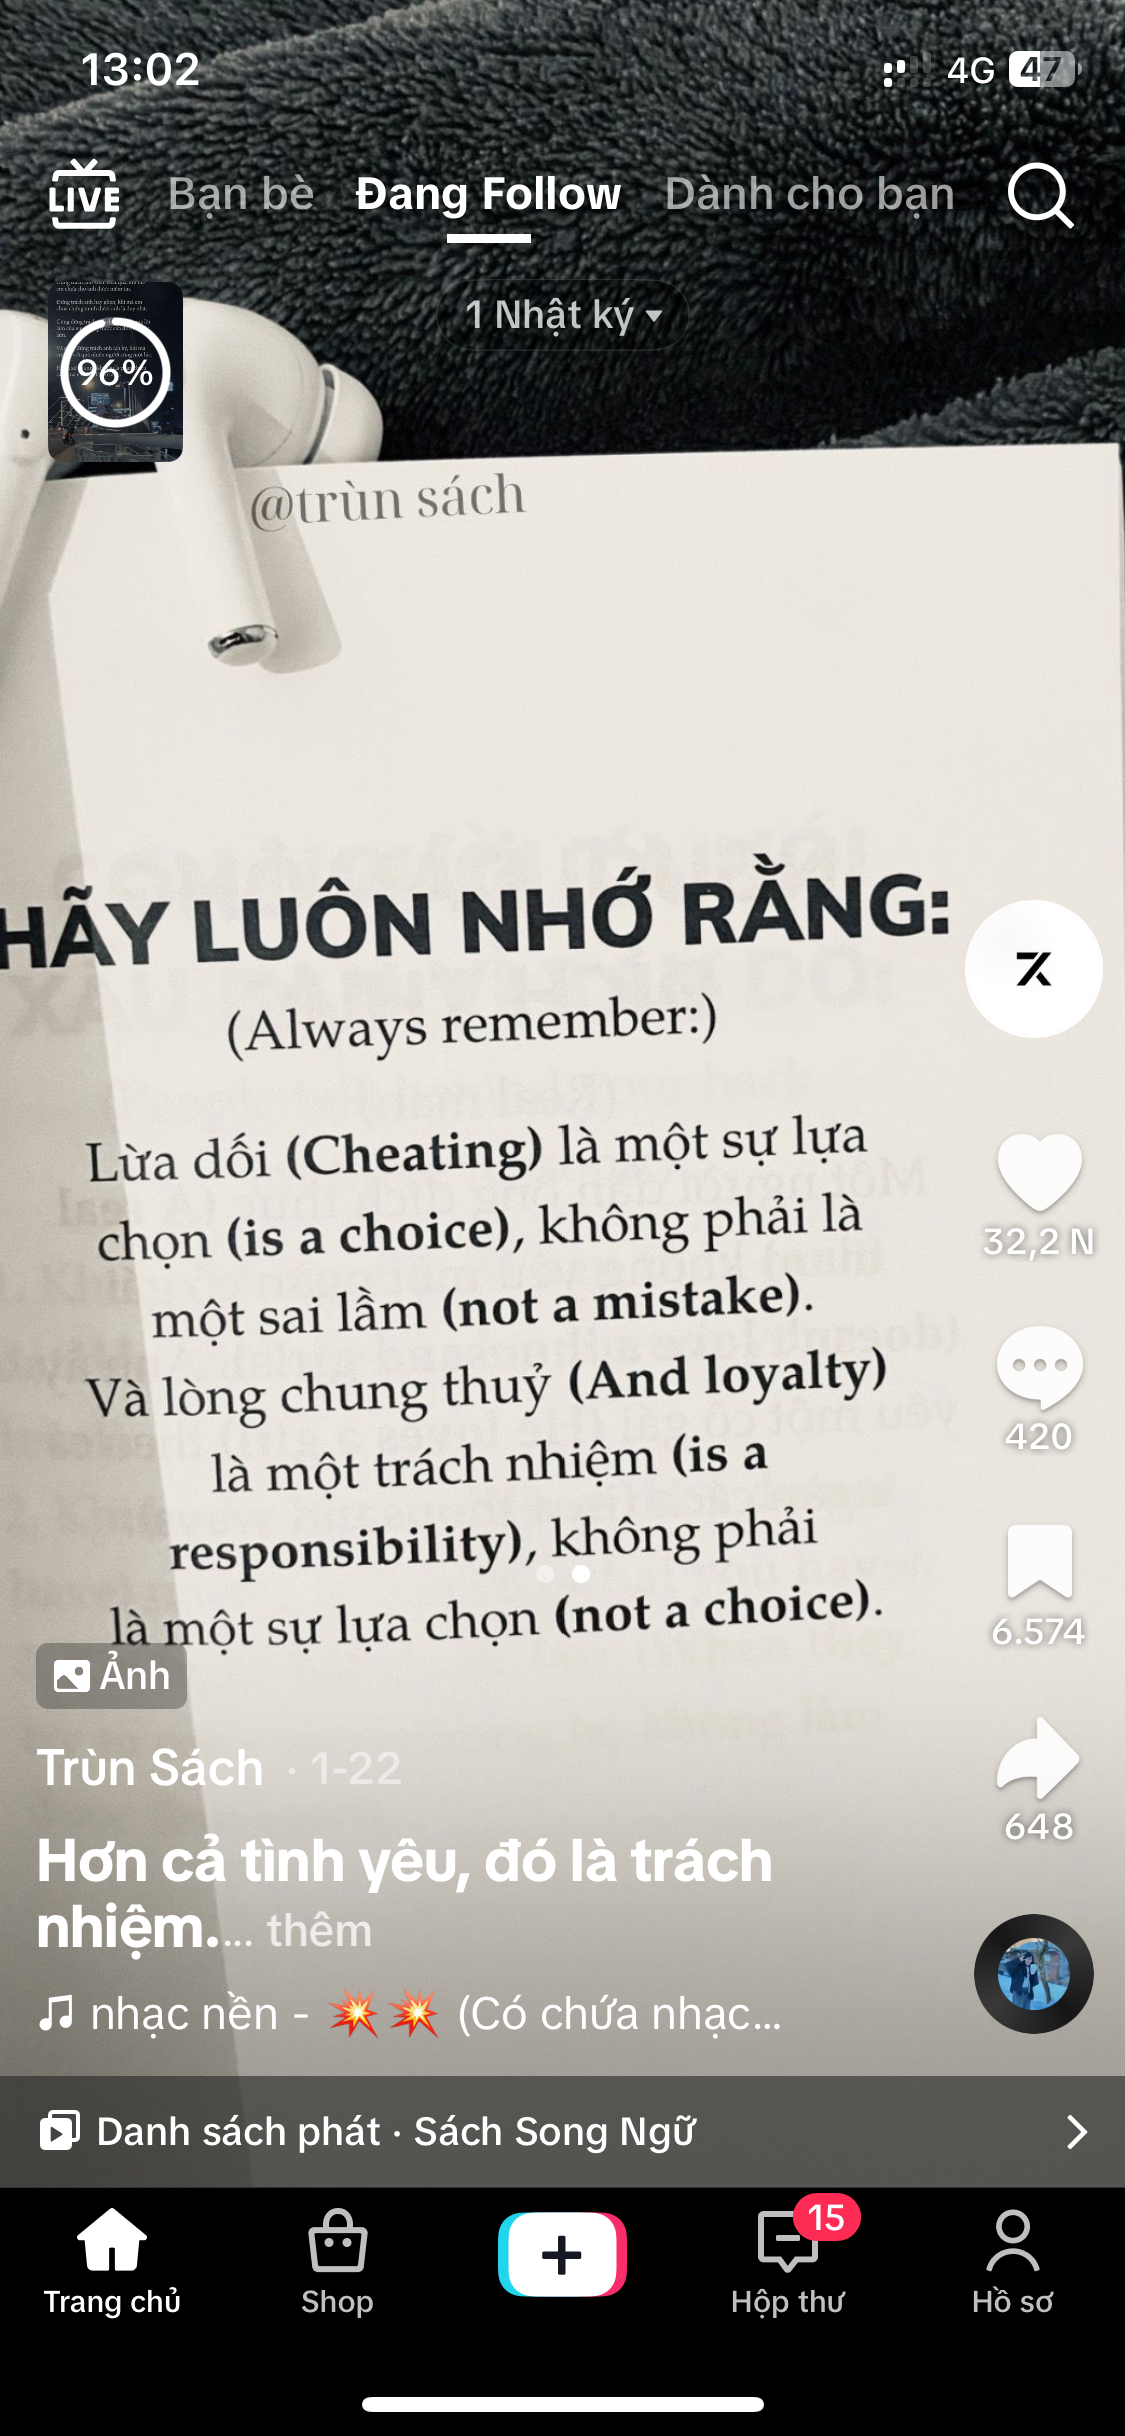 13:02
4G 47
LIVE Bạn bè Đang Follow Dành cho bạn
1 Nhật ký
96%
@trùn sách
HÃY LUÔN NHỚ RẰNG:
(Always remember:)
Lừa dối (Cheating) là một sự lựa
chọn (is a choice), không phải là
một sai lầm (not a mistake).
Và lòng chung thuỷ (And loyalty)
là một trách nhiệm (is a
responsibility), không phải
là một sự lựa chọn (not a choice).
32,2 N
420
6.574
648
Ảnh
Trùn Sách · 1-22
Hơn cả tình yêu, đó là trách
nhiệm.... thêm
nhạc nền - 💥💥 (Có chứa nhạc...
Danh sách phát · Sách Song Ngữ
15
Trang chủ Shop Hộp thư Hồ sơ